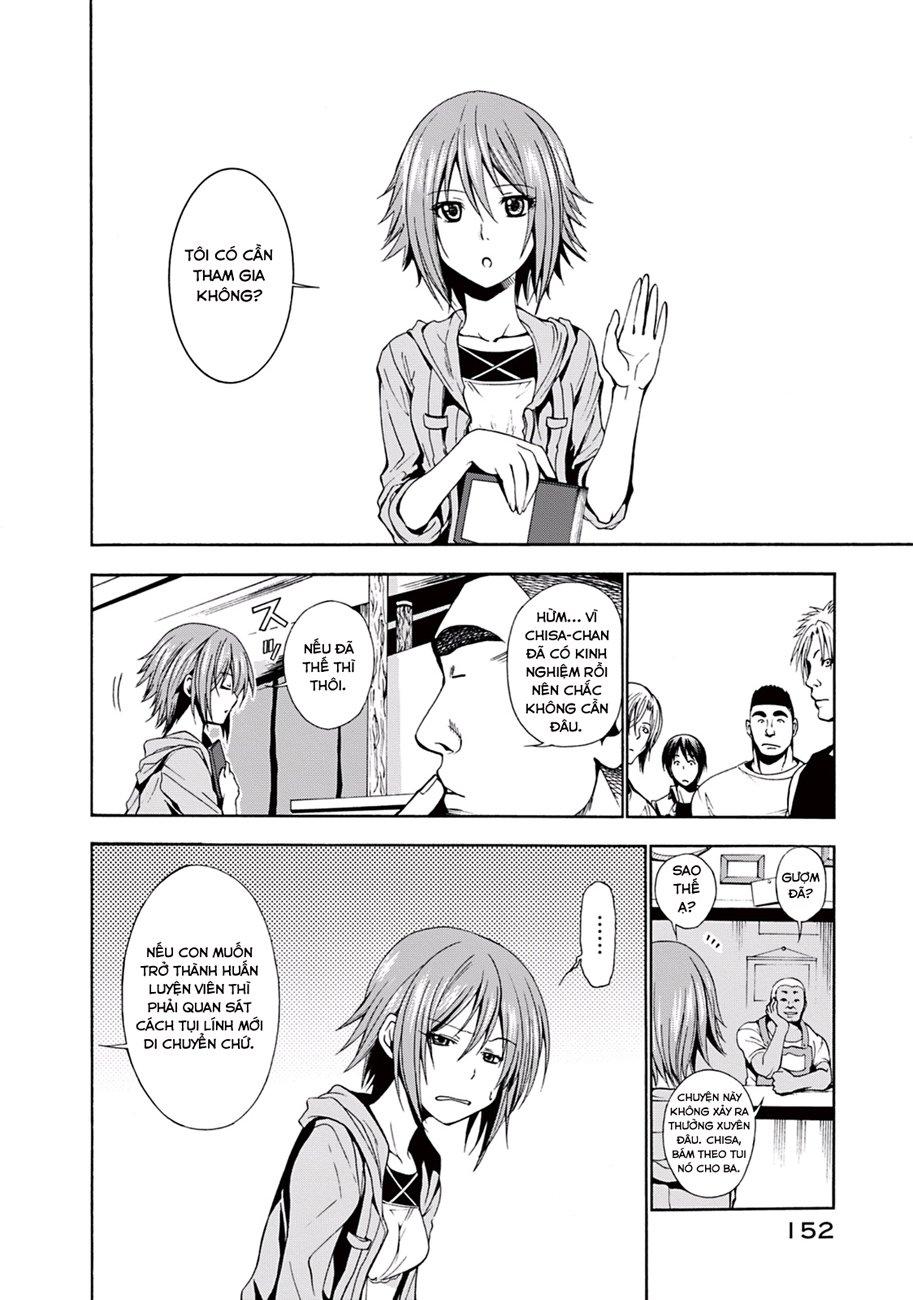 TÔI CÓ CẦN
THAM GIA
KHÔNG?
HỪM... VÌ
CHISA-CHAN
ĐÃ CÓ KINH
NGHIỆM RỒI
NÊN CHẮC
KHÔNG CẦN
ĐÂU.
NẾU ĐÃ
THẾ THÌ
THÔI.
スッ
GƯỢM
ĐÃ?
SAO
THẾ
Ạ?
CHUYỆN NÀY
KHÔNG XẢY RA
THƯỜNG XUYÊN
ĐÂU. CHISA,
BÁM THEO TUI
NÓ CHO BA.
......
NẾU CON MUỐN
TRỞ THÀNH HUẤN
LUYỆN VIÊN THÌ
PHẢI QUAN SÁT
CÁCH TỤI LÍNH MỚI
DI CHUYỂN CHỨ.
152